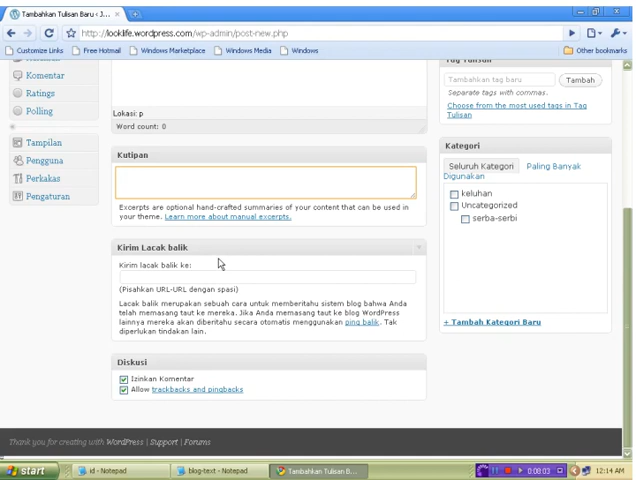 Tambahkan Tulisan Baru ‹ J...
http://looklife.wordpress.com/wp-admin/post-new.php
Customize Links
Free Hotmail
Windows Marketplace
Windows Media
Windows
Other bookmarks
Komentar
Ratings
Polling
Tampilan
Pengguna
Perkakas
Pengaturan
Lokasi: p
Word count: 0
Kutipan
Excerpts are optional hand-crafted summaries of your content that can be used in
your theme. Learn more about manual excerpts.
Kirim Lacak balik
Kirim lacak balik ke:
(Pisahkan URL-URL dengan spasi)
Lacak balik merupakan sebuah cara untuk memberitahu sistem blog bahwa Anda
telah memasang taut ke mereka. Jika Anda memasang taut ke blog WordPress
lainnya mereka akan diberitahu secara otomatis menggunakan ping balik. Tak
diperlukan tindakan lain.
Diskusi
Izinkan Komentar
Allow trackbacks and pingbacks
Tag Tulisan
Tambahkan tag baru
Tambah
Separate tags with commas.
Choose from the most used tags in Tag
Tulisan
Kategori
Seluruh Kategori
Paling Banyak
Digunakan
keluhan
Uncategorized
serba-serbi
+ Tambah Kategori Baru
Thank you for creating with WordPress | Support | Forums
start
id - Notepad
blog-text - Notepad
Tambahkan Tulisan B...
0:08:03
12:14 AM